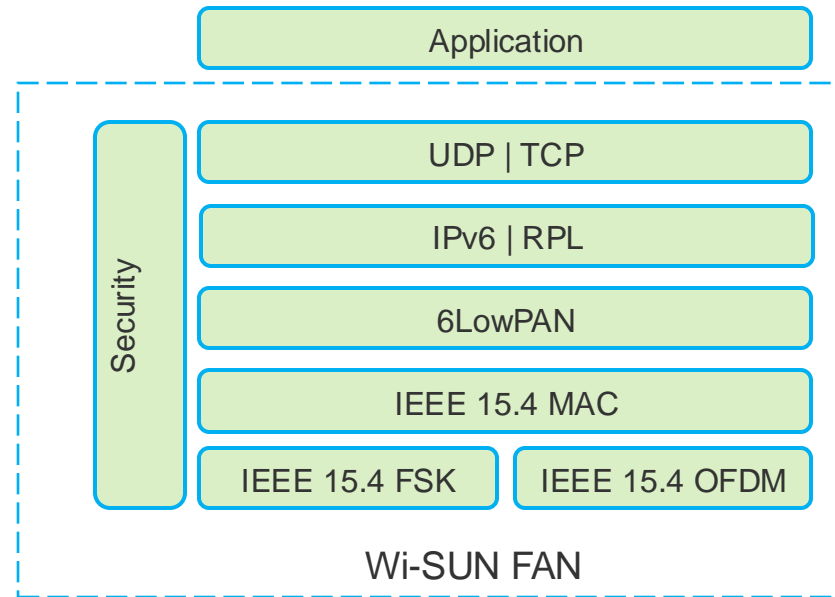 Application
UDP | TCP
IPv6 | RPL
Security
6LowPAN
IEEE 15.4 MAC
IEEE 15.4 FSK
IEEE 15.4 OFDM
Wi-SUN FAN